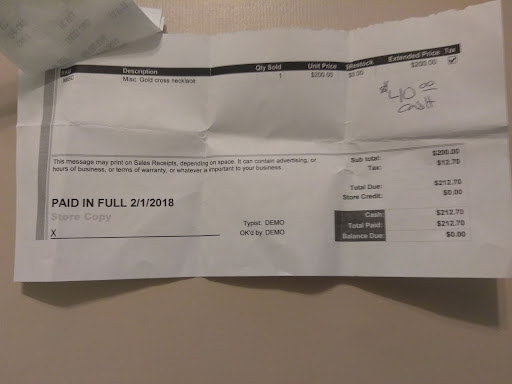 Description Qty Sold Unit Price $Restock Extended Price Tax
Misc Misc. Gold cross necklace 1 $200.00 $0.00 $200.00
$40.00
cash
This message may print on Sales Receipts, depending on space. It can contain advertising, or
hours of business, or terms of warranty, or whatever is important to your business.
Sub total: $200.00
Tax: $12.70
Total Due: $212.70
Store Credit: $0.00
PAID IN FULL 2/1/2018
Store Copy
X
Typist: DEMO
OK'd by: DEMO
Cash: $212.70
Total Paid: $212.70
Balance Due: $0.00